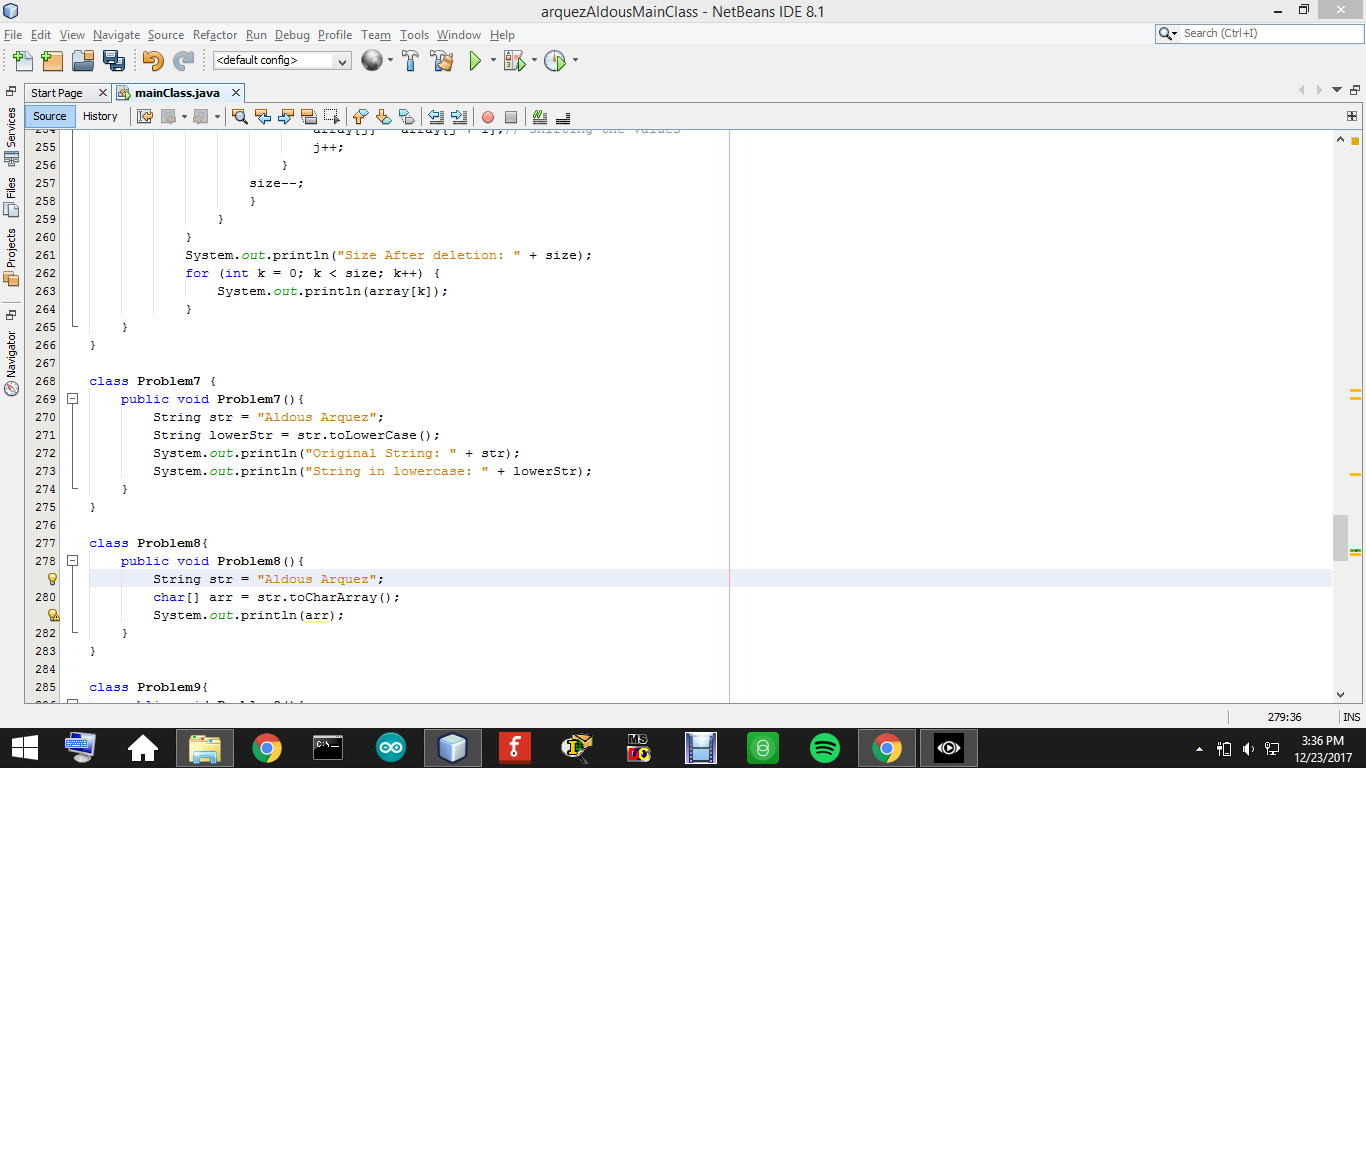 arquezAldousMainClass - NetBeans IDE 8.1
File Edit View Navigate Source Refactor Run Debug Profile Team Tools Window Help
Search (Ctrl+I)
<default config>
Start Page
mainClass.java
Source History
Services
Files
Projects
Navigator
255 j++;
256 }
257 size--;
258 }
259 }
260 }
261 System.out.println("Size After deletion: " + size);
262 for (int k = 0; k < size; k++) {
263 System.out.println(array[k]);
264 }
265 }
266 }
267
268 class Problem7 {
269 public void Problem7(){
270 String str = "Aldous Arquez";
271 String lowerStr = str.toLowerCase();
272 System.out.println("Original String: " + str);
273 System.out.println("String in lowercase: " + lowerStr);
274 }
275 }
276
277 class Problem8{
278 public void Problem8(){
String str = "Aldous Arquez";
280 char[] arr = str.toCharArray();
System.out.println(arr);
282 }
283 }
284
285 class Problem9{
279:36 INS
C:\_
MS
3:36 PM
12/23/2017